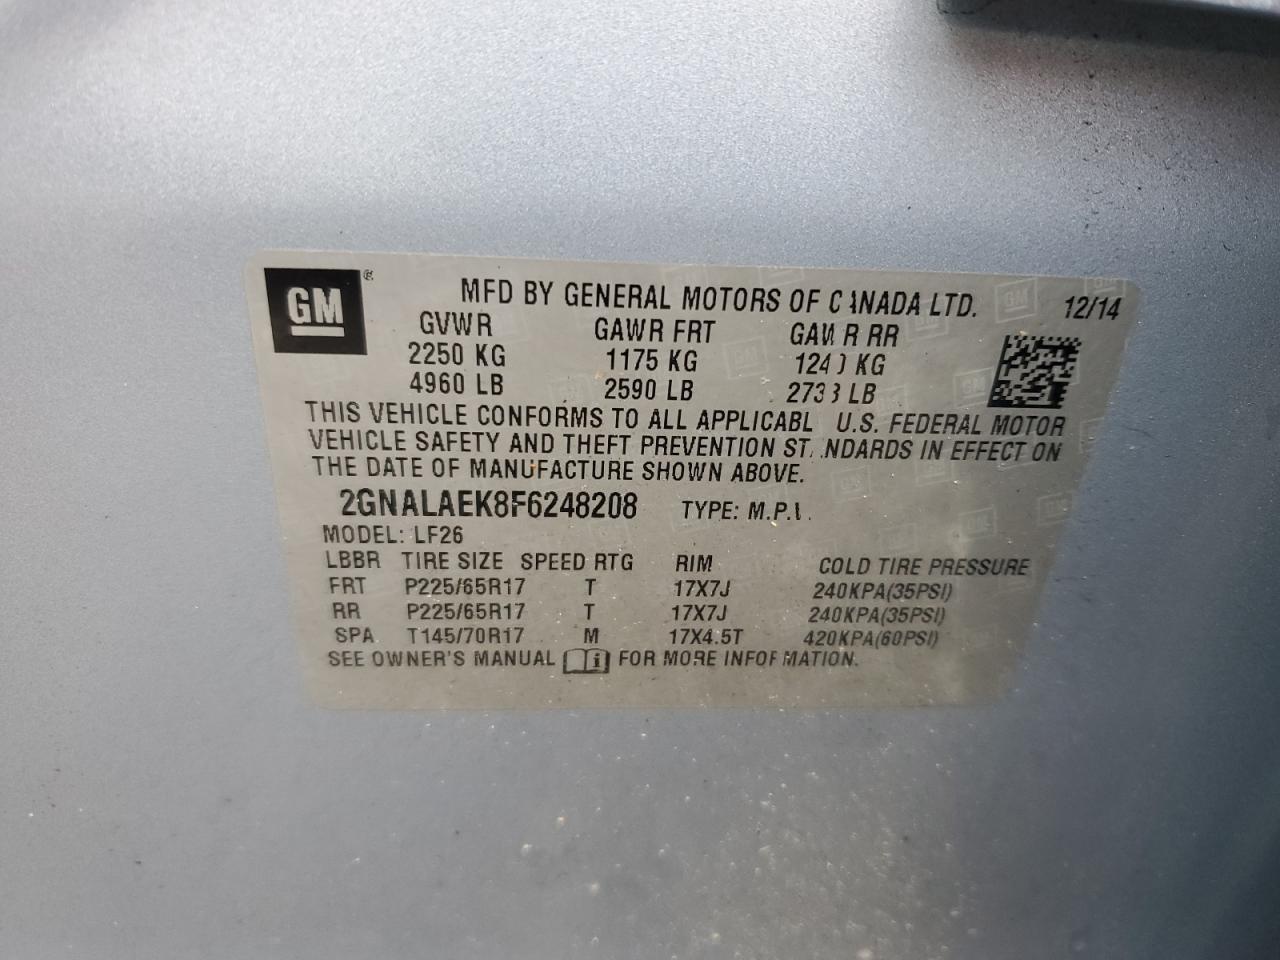 GM ®
MFD BY GENERAL MOTORS OF CANADA LTD. 12/14
GVWR GAWR FRT GAWR RR
2250 KG 1175 KG 1240 KG
4960 LB 2590 LB 2733 LB
THIS VEHICLE CONFORMS TO ALL APPLICABL U.S. FEDERAL MOTOR
VEHICLE SAFETY AND THEFT PREVENTION STANDARDS IN EFFECT ON
THE DATE OF MANUFACTURE SHOWN ABOVE.
2GNALAEK8F6248208 TYPE: M.P.V.
MODEL: LF26
LBBR TIRE SIZE SPEED RTG RIM COLD TIRE PRESSURE
FRT P225/65R17 T 17X7J 240KPA(35PSI)
RR P225/65R17 T 17X7J 240KPA(35PSI)
SPA T145/70R17 M 17X4.5T 420KPA(60PSI)
SEE OWNER'S MANUAL FOR MORE INFORMATION.